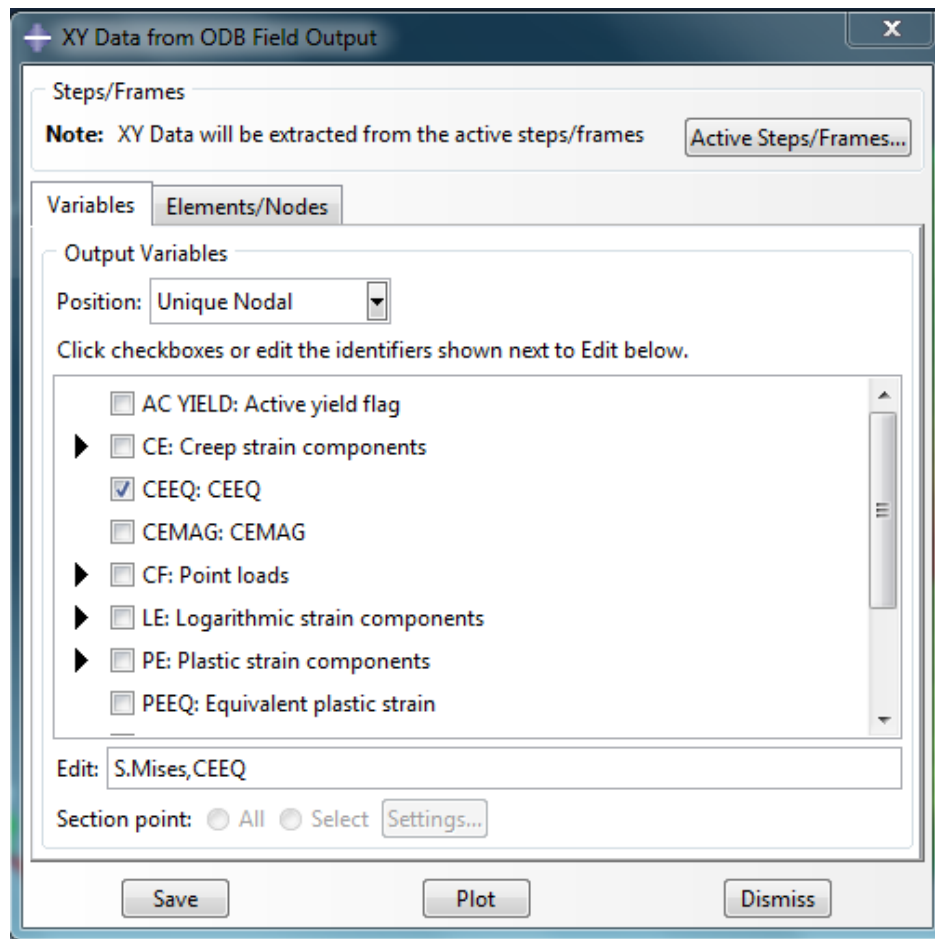 XY Data from ODB Field Output
x
Steps/Frames
Note: XY Data will be extracted from the active steps/frames Active Steps/Frames...
Variables Elements/Nodes
Output Variables
Position: Unique Nodal
Click checkboxes or edit the identifiers shown next to Edit below.
AC YIELD: Active yield flag
CE: Creep strain components
CEEQ: CEEQ
CEMAG: CEMAG
CF: Point loads
LE: Logarithmic strain components
PE: Plastic strain components
PEEQ: Equivalent plastic strain
Edit: S.Mises,CEEQ
Section point: All Select Settings...
Save Plot Dismiss